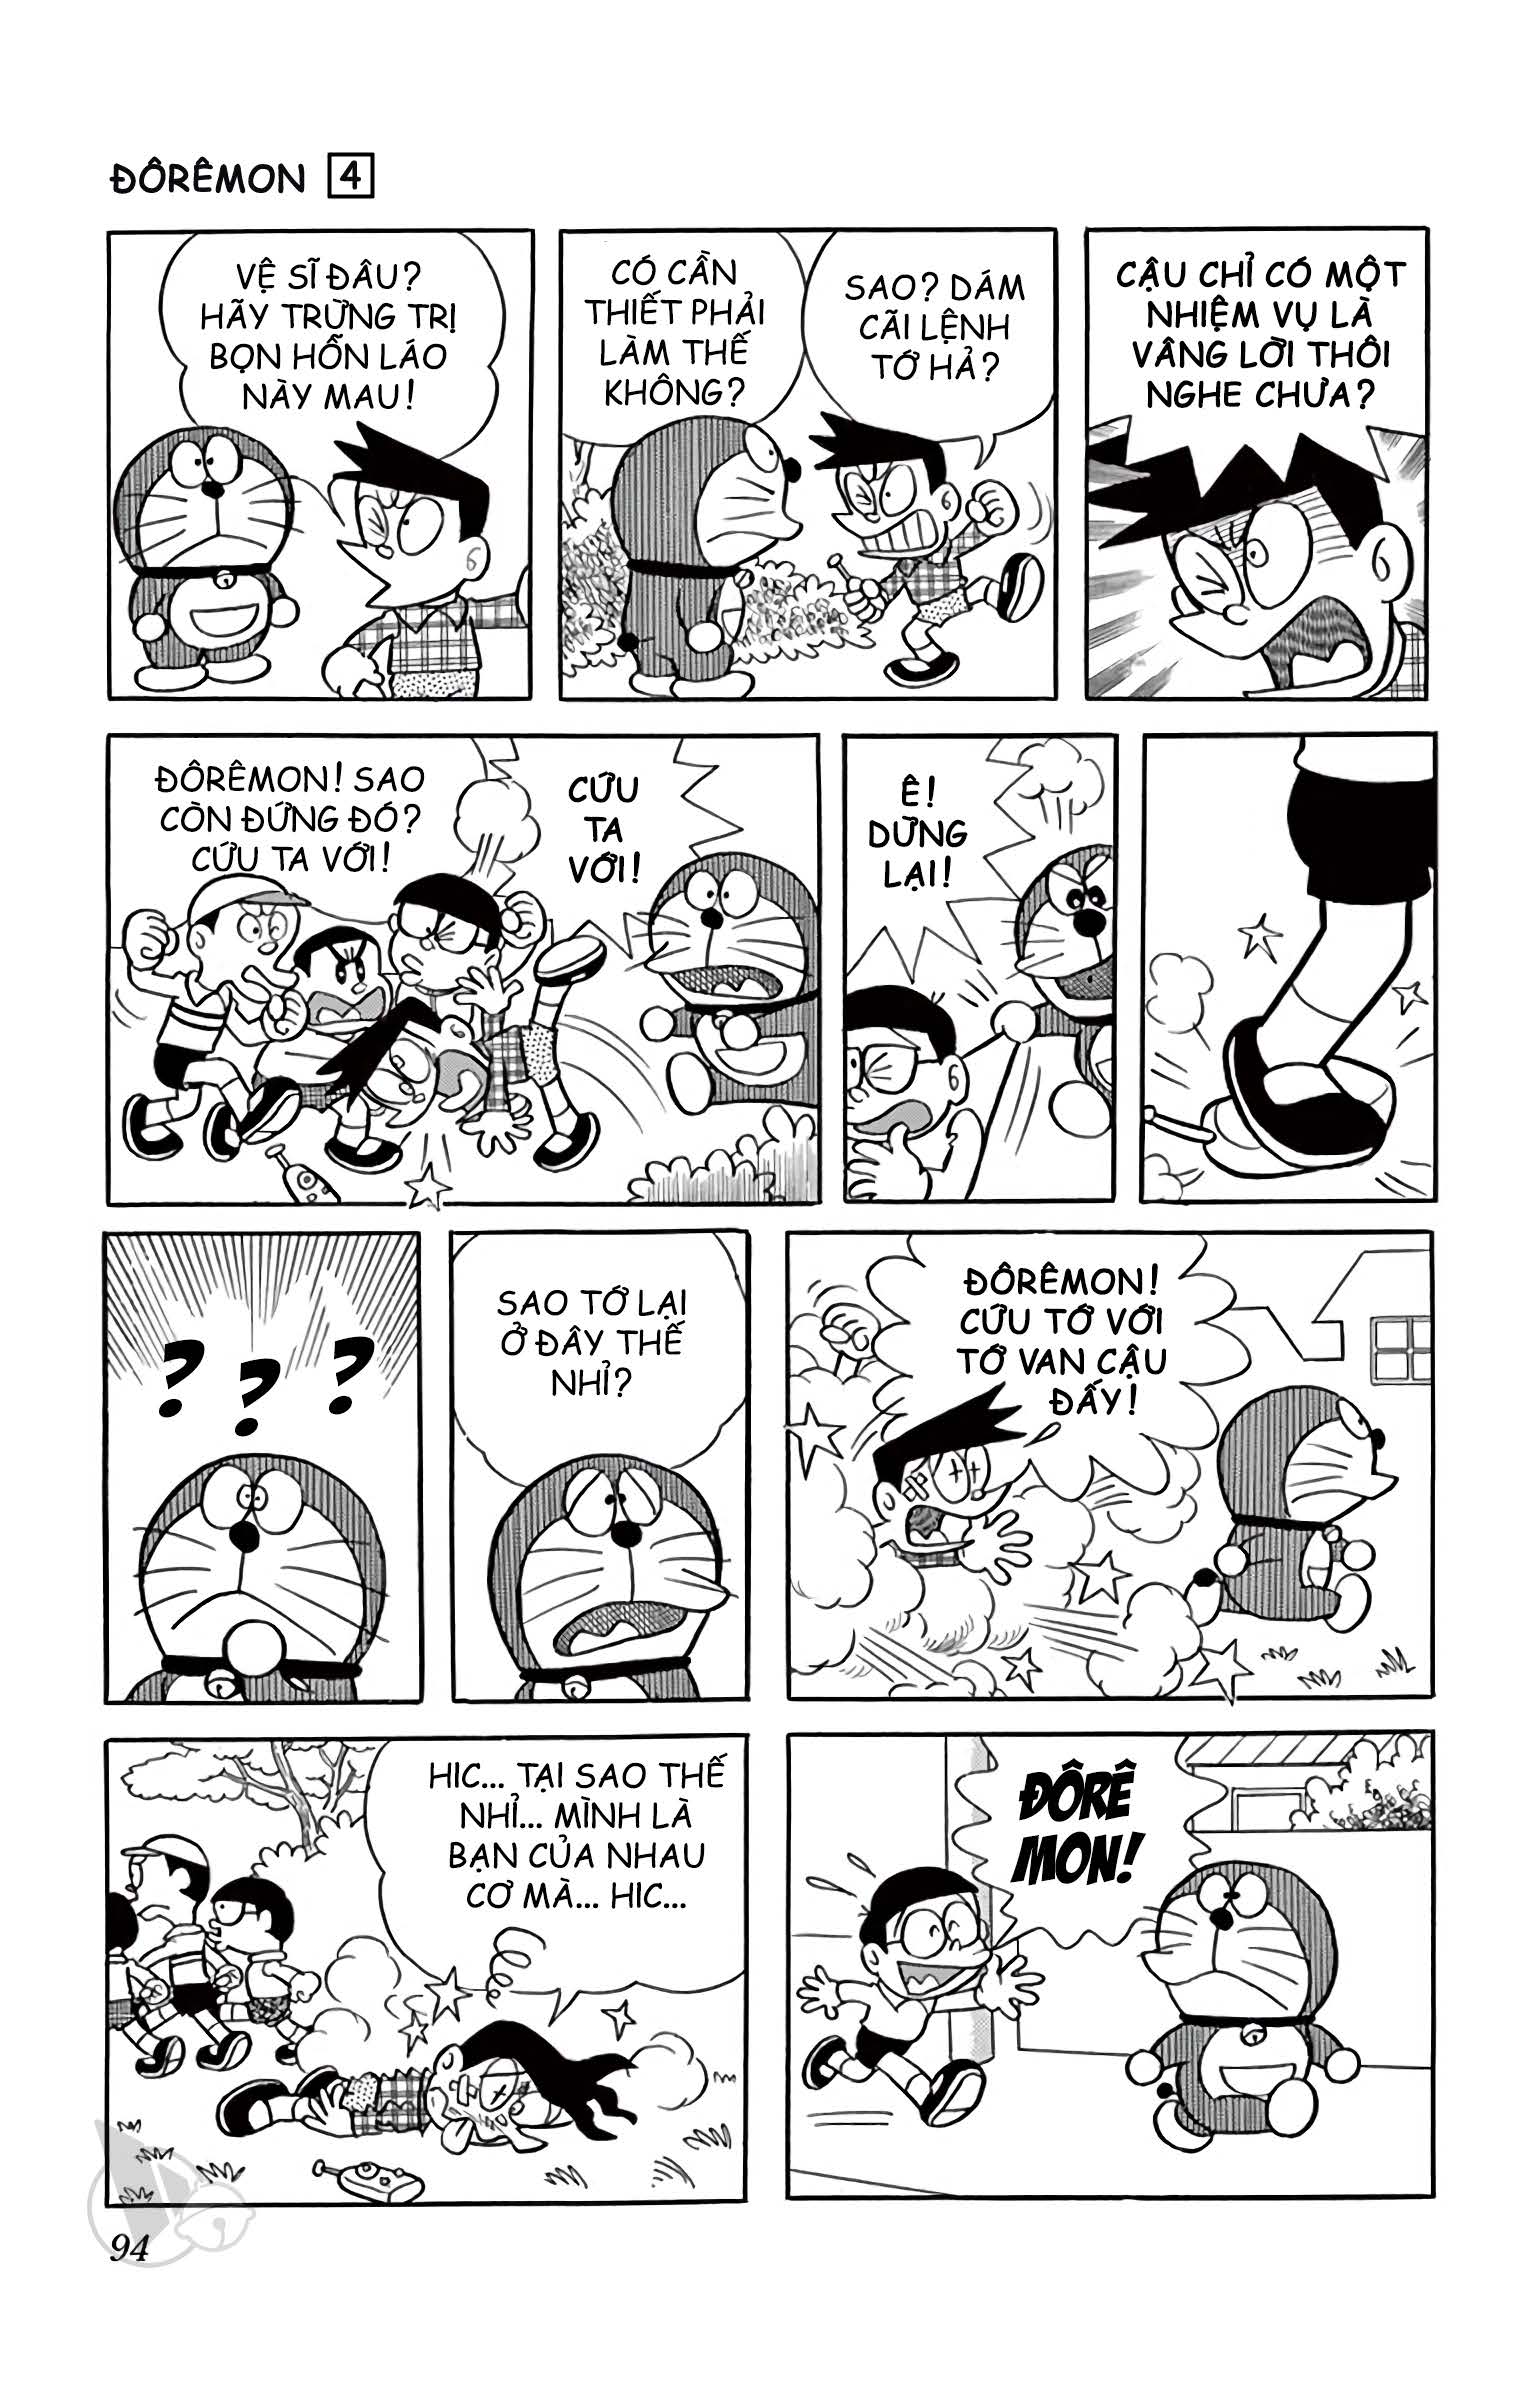 ĐÔRÊMON 4
VỆ SĨ ĐÂU?
HÃY TRỪNG TRỊ
BỌN HỖN LÁO
NÀY MAU!
CÓ CẦN
THIẾT PHẢI
LÀM THẾ
KHÔNG?
SAO? DÁM
CÃI LỆNH
TỚ HẢ?
CẬU CHỈ CÓ MỘT
NHIỆM VỤ LÀ
VÂNG LỜI THÔI
NGHE CHƯA?
ĐÔRÊMON! SAO
CÒN ĐỨNG ĐÓ?
CỨU TA VỚI!
CỨU
TA
VỚI!
Ê!
DỪNG
LẠI!
? ? ?
SAO TỚ LẠI
Ở ĐÂY THẾ
NHỈ?
ĐÔRÊMON!
CỨU TỚ VỚI
TỚ VAN CẬU
ĐẤY!
HIC... TẠI SAO THẾ
NHỈ... MÌNH LÀ
BẠN CỦA NHAU
CƠ MÀ... HIC...
ĐÔRÊ
MON!
94